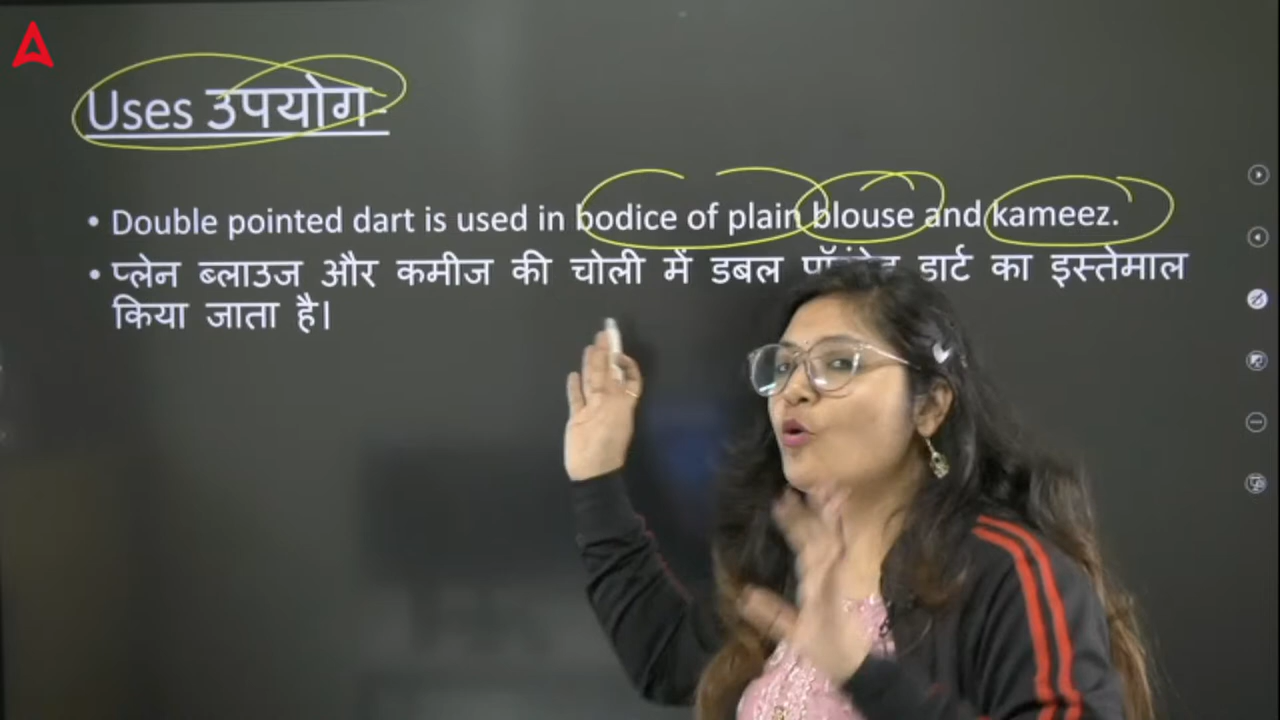 Uses उपयोग-
• Double pointed dart is used in bodice of plain blouse and kameez.
• प्लेन ब्लाउज और कमीज की चोली में डबल डार्ट का इस्तेमाल
किया जाता है।